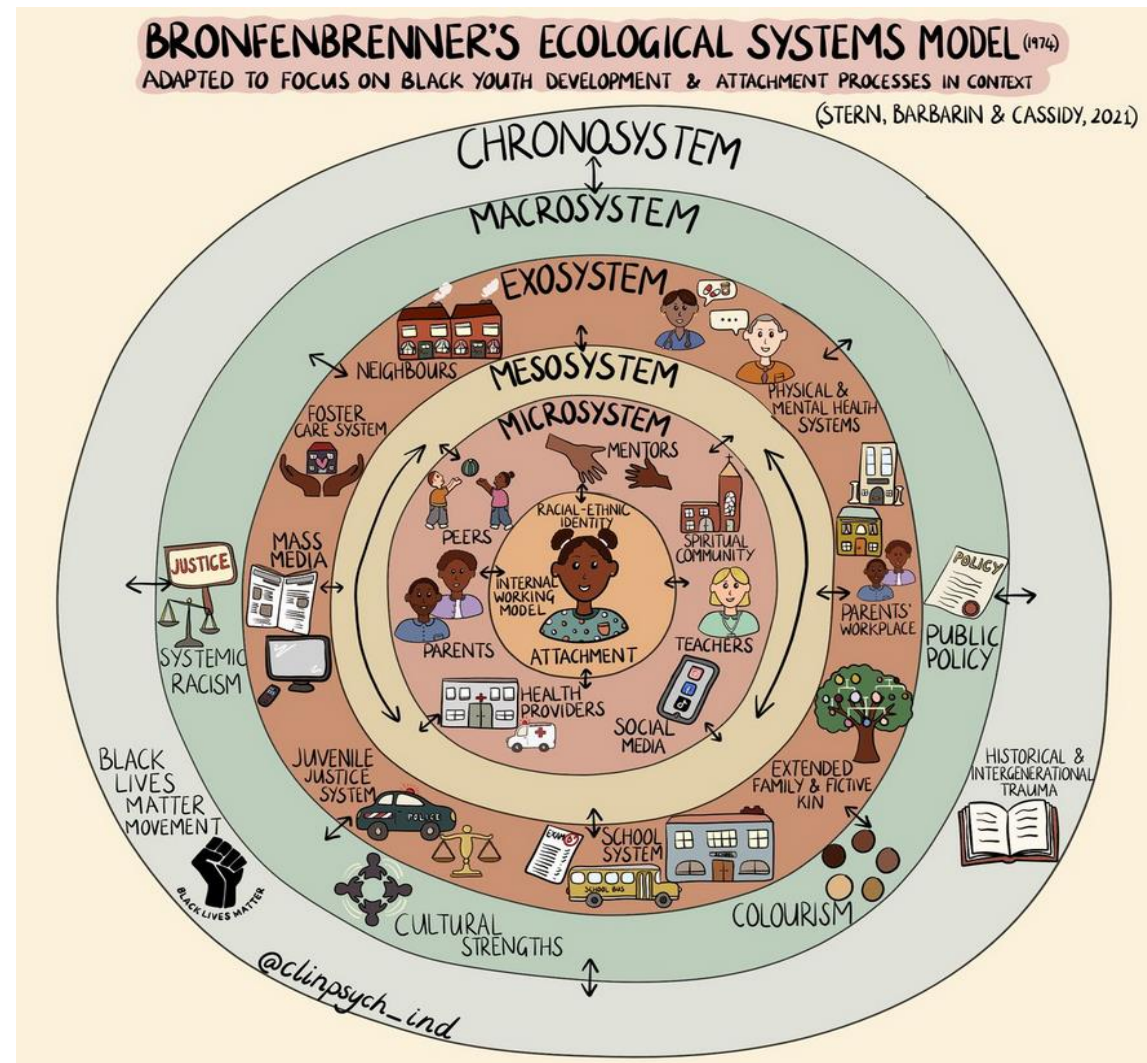 BRONFENBRENNER'S ECOLOGICAL SYSTEMS MODEL (1974)
ADAPTED TO FOCUS ON BLACK YOUTH DEVELOPMENT & ATTACHMENT PROCESSES IN CONTEXT
(STERN, BARBARIN & CASSIDY, 2021)
CHRONOSYSTEM
MACROSYSTEM
EXOSYSTEM
NEIGHBOURS
MESOSYSTEM
PHYSICAL &
MENTAL HEALTH
SYSTEMS
FOSTER
CARE SYSTEM
MICROSYSTEM
MENTORS
PEERS
RACIAL-ETHNIC
IDENTITY
SPIRITUAL
COMMUNITY
JUSTICE
MASS
MEDIA
INTERNAL
WORKING
MODEL
POLICY
PARENTS'
WORKPLACE
SYSTEMIC
RACISM
PARENTS
ATTACHMENT
TEACHERS
PUBLIC
POLICY
HEALTH
PROVIDERS
SOCIAL
MEDIA
BLACK
LIVES
MATTER
MOVEMENT
JUVENILE
JUSTICE
SYSTEM
POLICE
EXTENDED
FAMILY & FICTIVE
KIN
HISTORICAL &
INTERGENERATIONAL
TRAUMA
EXAM
SCHOOL
SYSTEM
SCHOOL BUS
BLACK LIVES MATTER
CULTURAL
STRENGTHS
COLOURISM
@clinpsych_ind